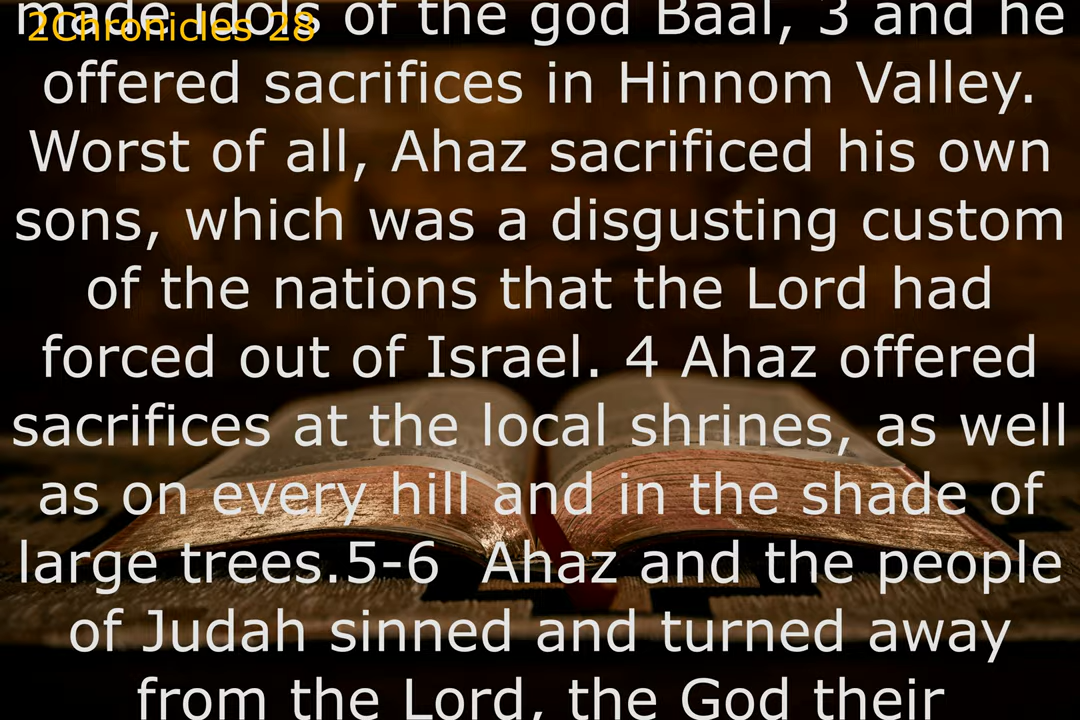 2Chronicles 28
made idols of the god Baal, 3 and he
offered sacrifices in Hinnom Valley.
Worst of all, Ahaz sacrificed his own
sons, which was a disgusting custom
of the nations that the Lord had
forced out of Israel. 4 Ahaz offered
sacrifices at the local shrines, as well
as on every hill and in the shade of
large trees.5-6  Ahaz and the people
of Judah sinned and turned away
from the Lord, the God their